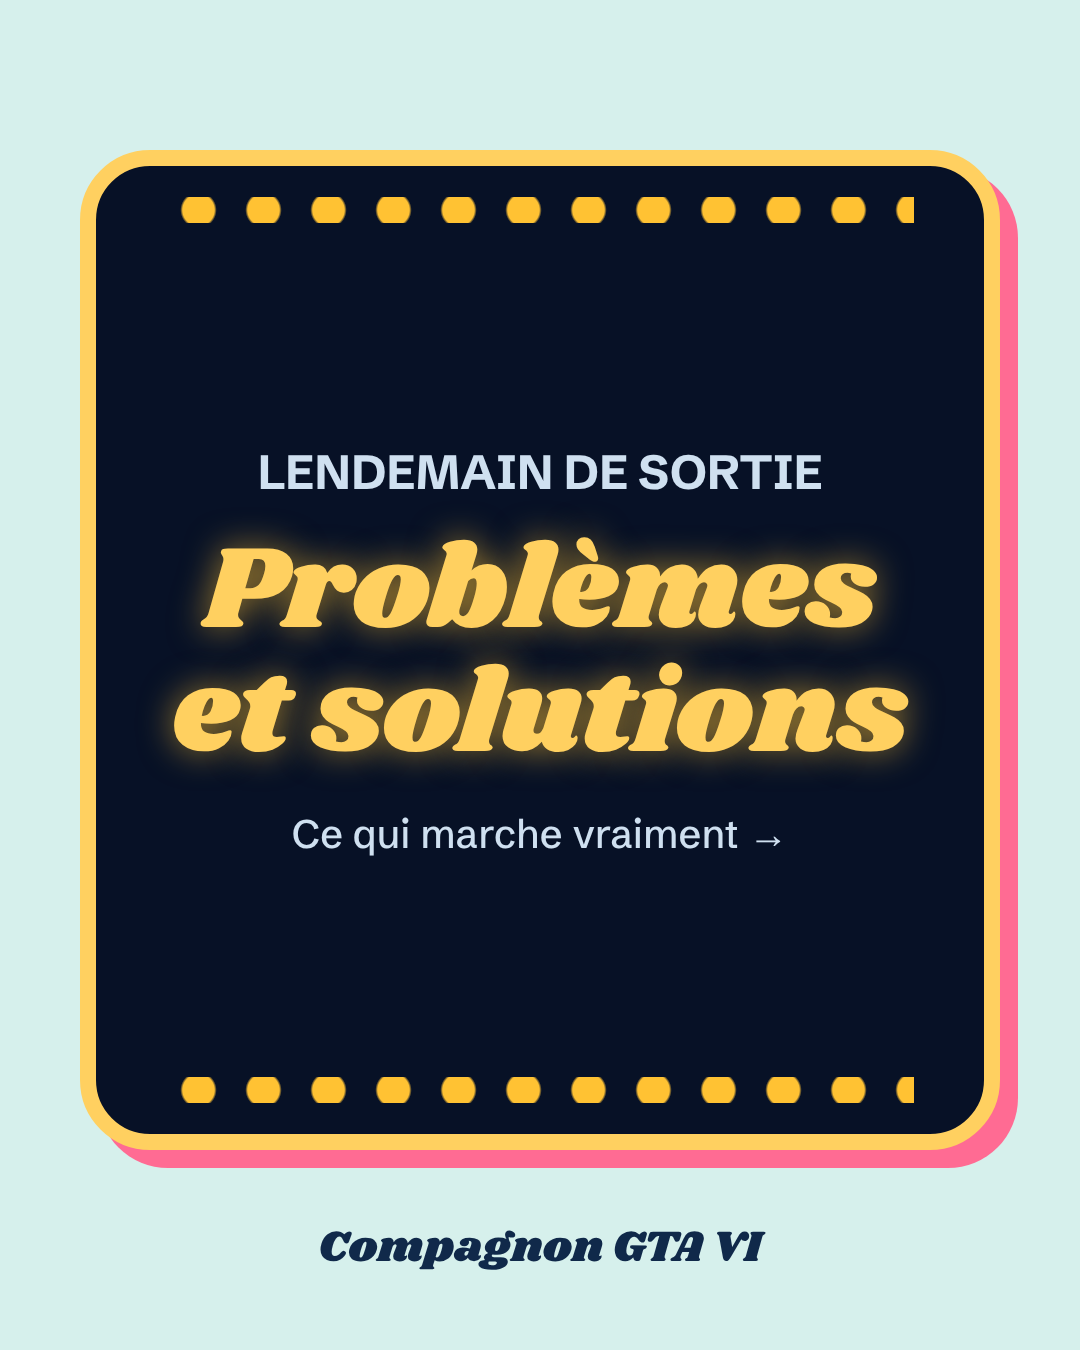 LENDEMAIN DE SORTIE
Problèmes
et solutions
Ce qui marche vraiment →
Compagnon GTA VI